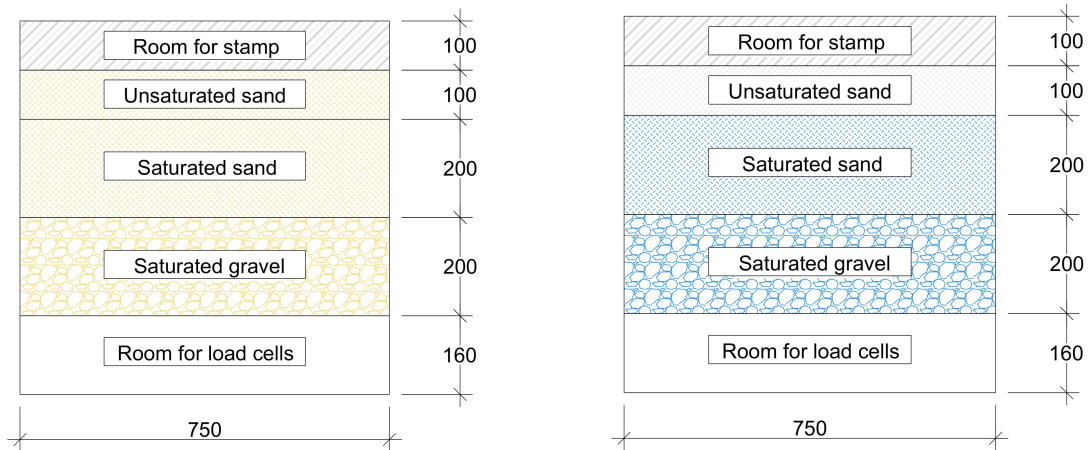 Room for stamp
100
Unsaturated sand
100
Saturated sand
200
Saturated gravel
200
Room for load cells
160
750
Room for stamp
100
Unsaturated sand
100
Saturated sand
200
Saturated gravel
200
Room for load cells
160
750